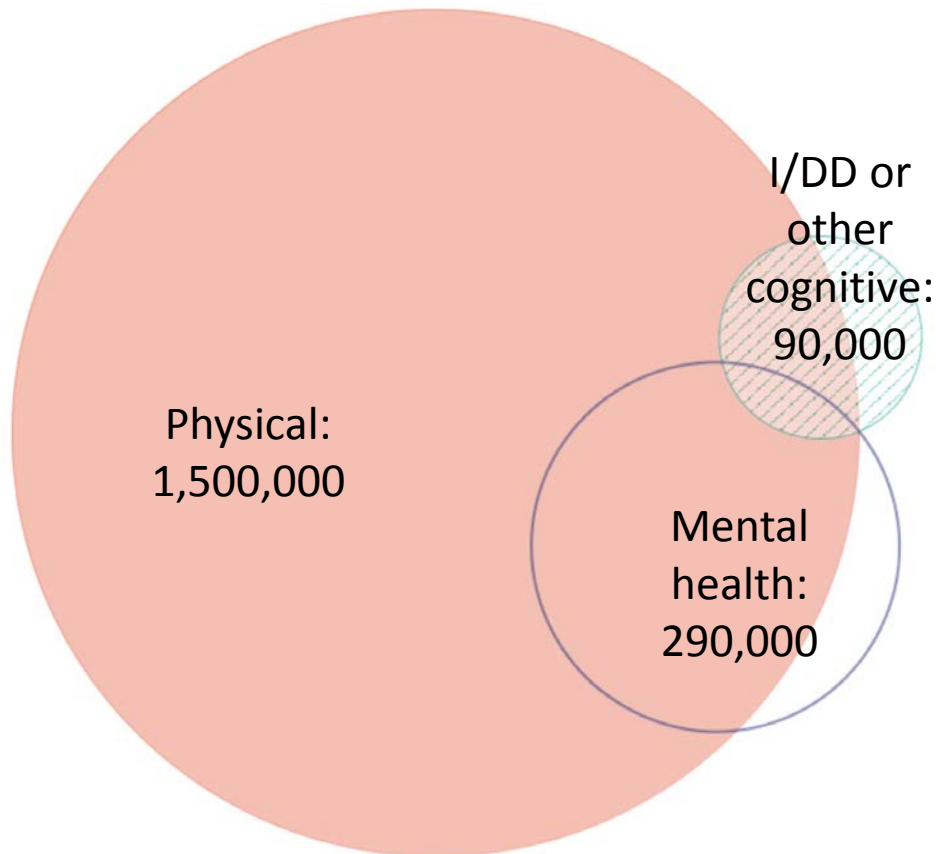 I/DD or
other
cognitive:
90,000
Physical:
1,500,000
Mental
health:
290,000